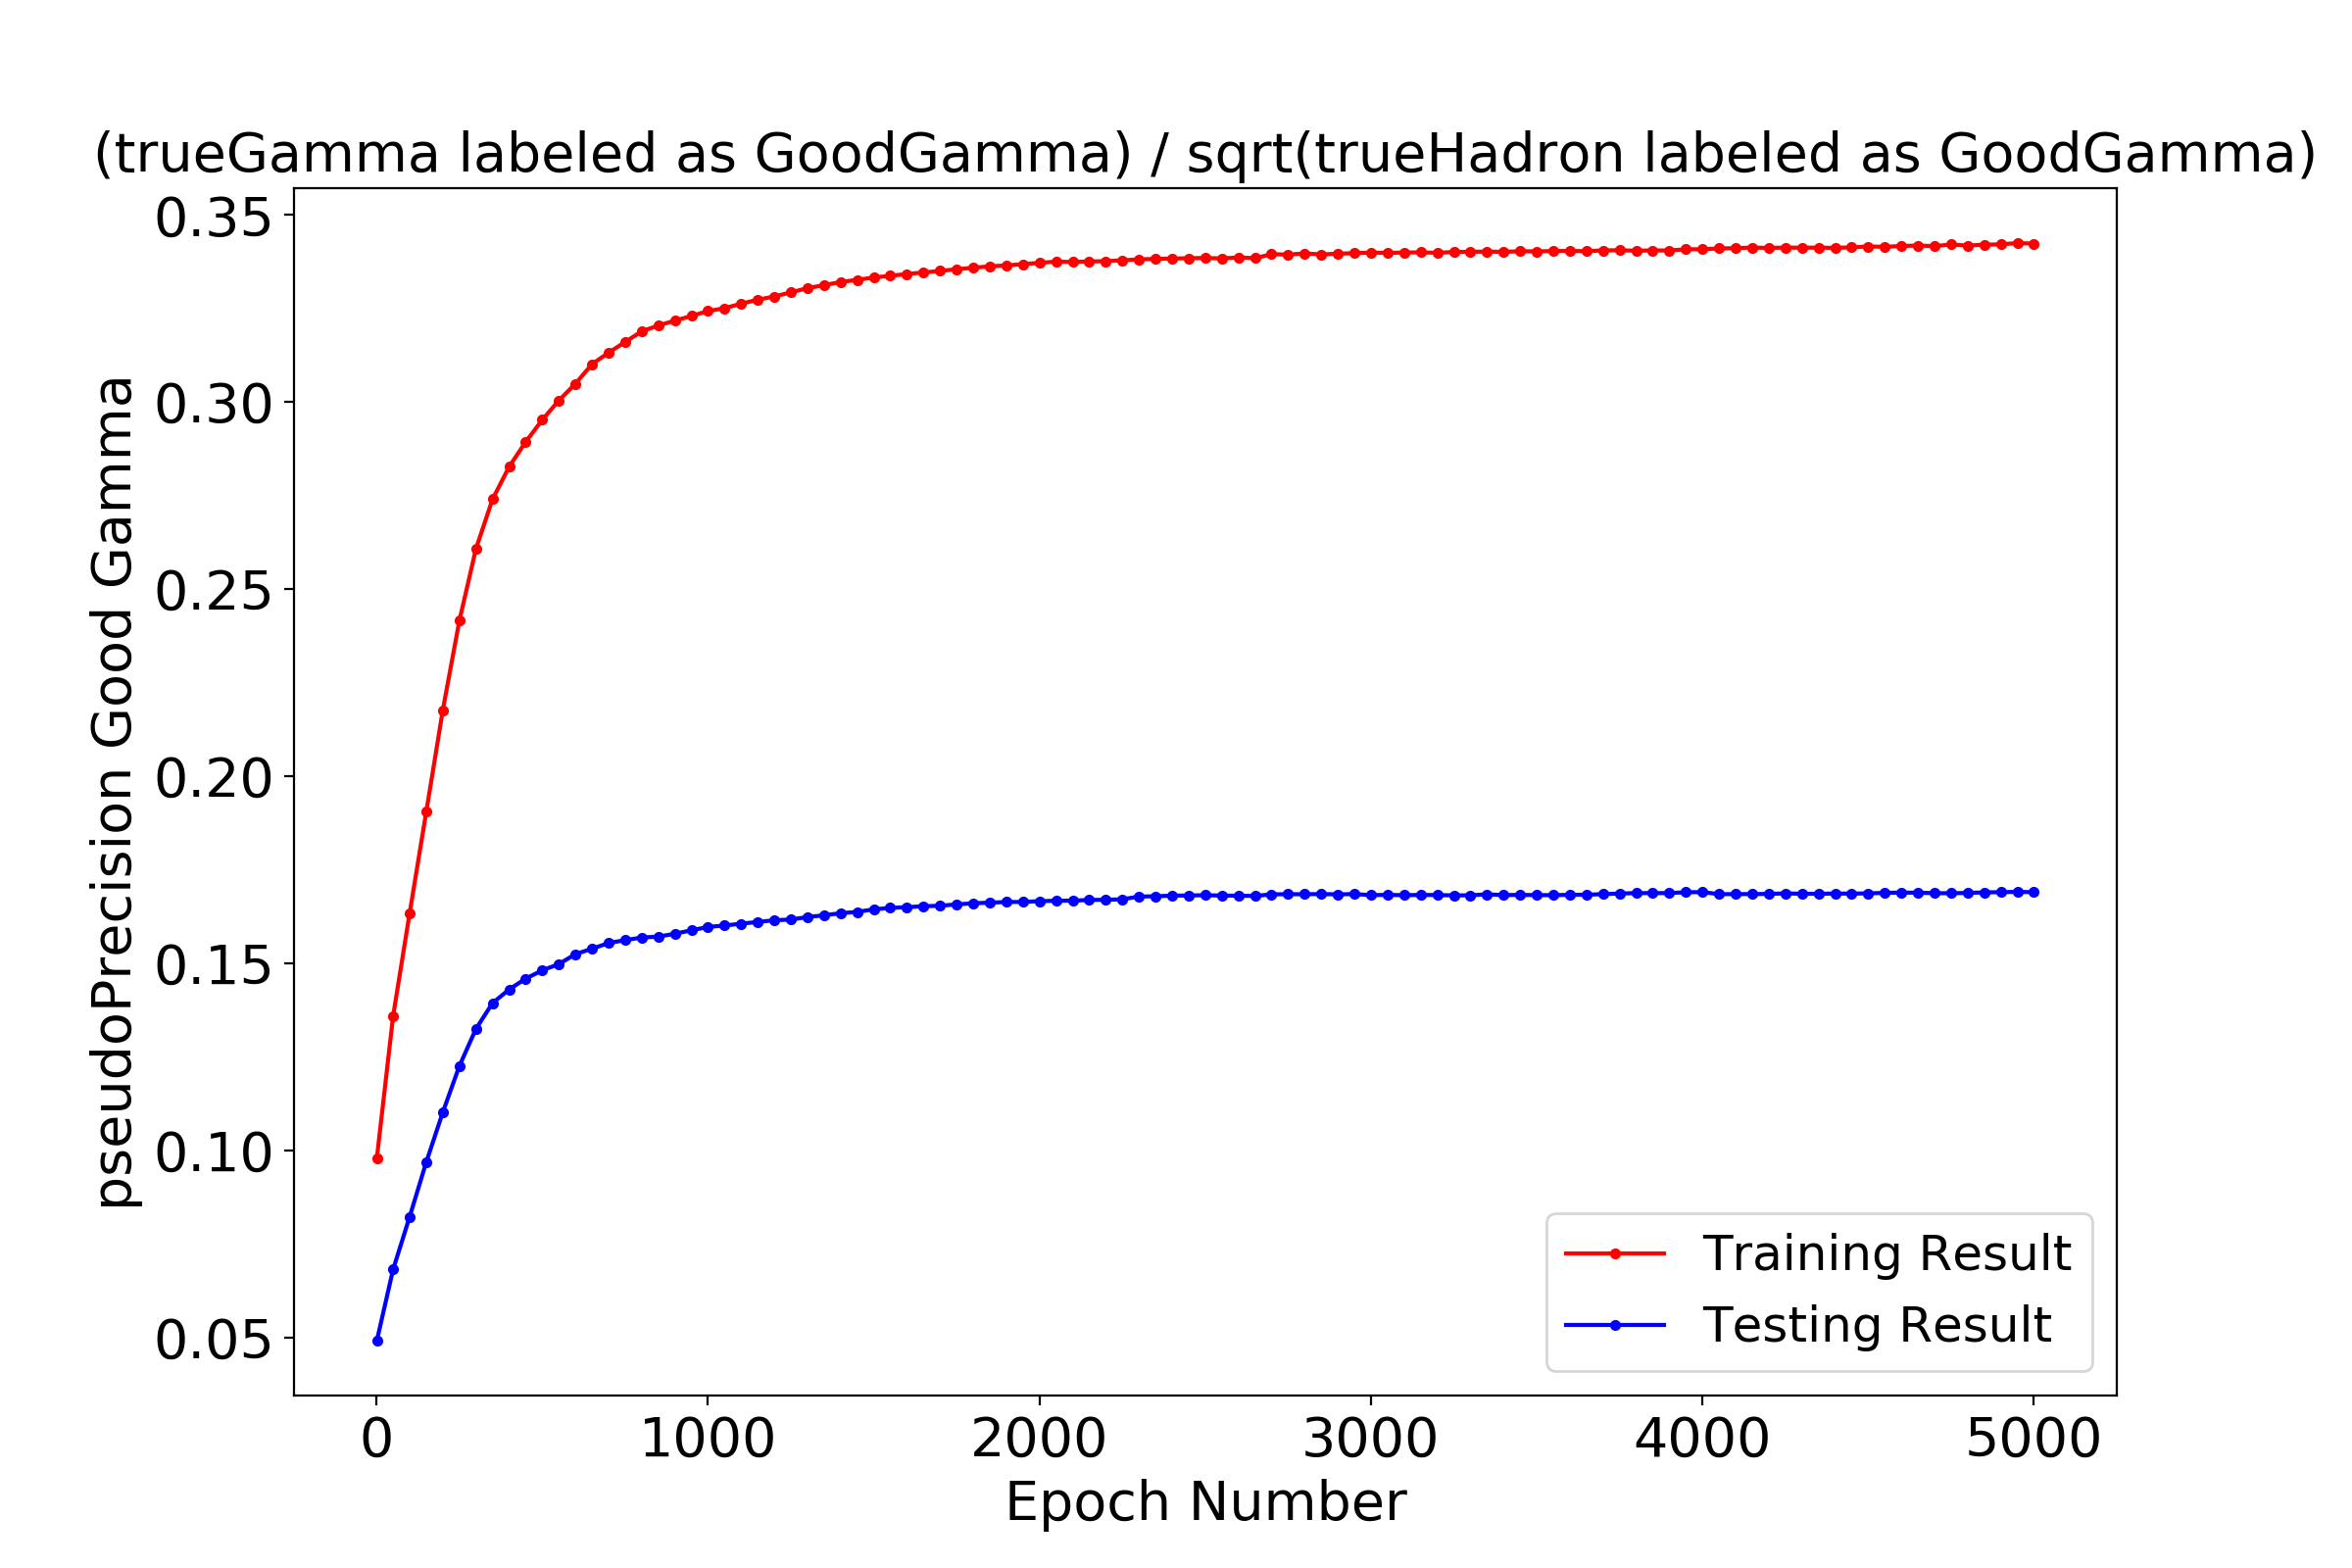 (trueGamma labeled as GoodGamma) / sqrt(trueHadron labeled as GoodGamma)
pseudoPrecision Good Gamma
0.35
0.30
0.25
0.20
0.15
0.10
0.05
Training Result
Testing Result
0 1000 2000 3000 4000 5000
Epoch Number